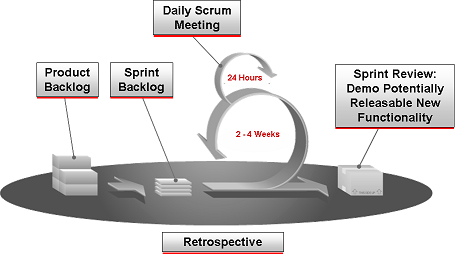 Daily Scrum
Meeting
24 Hours
Product
Backlog
Sprint
Backlog
2 - 4 Weeks
Sprint Review:
Demo Potentially
Releasable New
Functionality
Retrospective